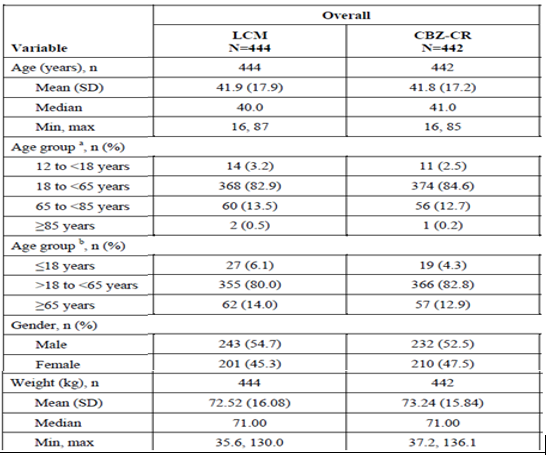 Overall
Variable LCM N=444 CBZ-CR N=442
Age (years), n 444 442
Mean (SD) 41.9 (17.9) 41.8 (17.2)
Median 40.0 41.0
Min, max 16, 87 16, 85
Age group a, n (%)
12 to <18 years 14 (3.2) 11 (2.5)
18 to <65 years 368 (82.9) 374 (84.6)
65 to <85 years 60 (13.5) 56 (12.7)
≥85 years 2 (0.5) 1 (0.2)
Age group b, n (%)
≤18 years 27 (6.1) 19 (4.3)
>18 to <65 years 355 (80.0) 366 (82.8)
≥65 years 62 (14.0) 57 (12.9)
Gender, n (%)
Male 243 (54.7) 232 (52.5)
Female 201 (45.3) 210 (47.5)
Weight (kg), n 444 442
Mean (SD) 72.52 (16.08) 73.24 (15.84)
Median 71.00 71.00
Min, max 35.6, 130.0 37.2, 136.1